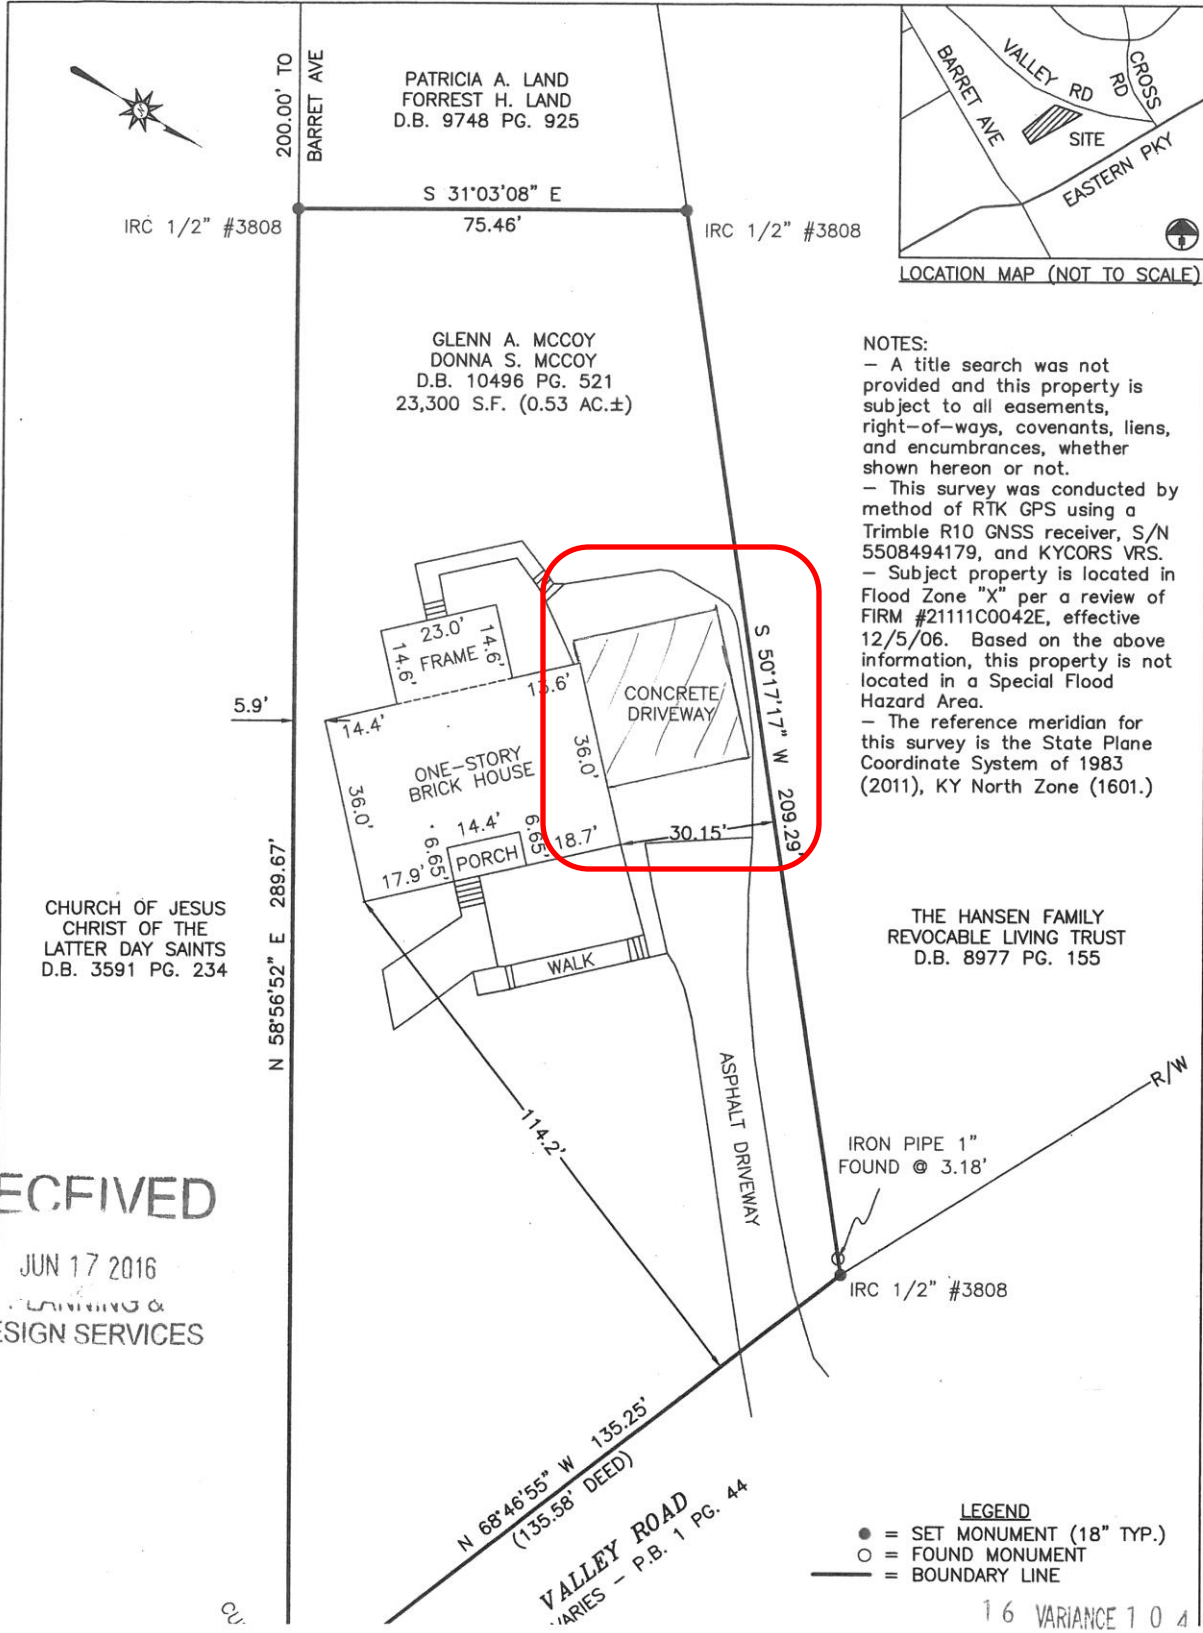 200.00' TO
BARRET AVE
PATRICIA A. LAND
FORREST H. LAND
D.B. 9748 PG. 925
BARRET AVE
VALLEY RD
CROSS RD
SITE
EASTERN PKY
LOCATION MAP (NOT TO SCALE)
S 31°03'08" E
75.46'
IRC 1/2" #3808
IRC 1/2" #3808
GLENN A. MCCOY
DONNA S. MCCOY
D.B. 10496 PG. 521
23,300 S.F. (0.53 AC.±)
NOTES:
– A title search was not
provided and this property is
subject to all easements,
right–of–ways, covenants, liens,
and encumbrances, whether
shown hereon or not.
– This survey was conducted by
method of RTK GPS using a
Trimble R10 GNSS receiver, S/N
5508494179, and KYCORS VRS.
– Subject property is located in
Flood Zone "X" per a review of
FIRM #21111C0042E, effective
12/5/06. Based on the above
information, this property is not
located in a Special Flood
Hazard Area.
– The reference meridian for
this survey is the State Plane
Coordinate System of 1983
(2011), KY North Zone (1601.)
23.0'
14.6'
FRAME
14.6'
13.6'
5.9'
14.4'
ONE–STORY
BRICK HOUSE
36.0'
36.0'
CONCRETE
DRIVEWAY
S 50°17'17" W 209.29'
14.4'
6.65'
6.65'
PORCH
18.7'
17.9'
30.15'
N 58°56'52" E 289.67'
CHURCH OF JESUS
CHRIST OF THE
LATTER DAY SAINTS
D.B. 3591 PG. 234
THE HANSEN FAMILY
REVOCABLE LIVING TRUST
D.B. 8977 PG. 155
WALK
114.2'
ASPHALT DRIVEWAY
R/W
IRON PIPE 1"
FOUND @ 3.18'
IRC 1/2" #3808
ECEIVED
JUN 17 2016
PLANNING &
ESIGN SERVICES
N 68°46'55" W 135.25'
(135.58' DEED)
VALLEY ROAD
VARIES – P.B. 1 PG. 44
CU
LEGEND
= SET MONUMENT (18" TYP.)
= FOUND MONUMENT
= BOUNDARY LINE
16 VARIANCE 104